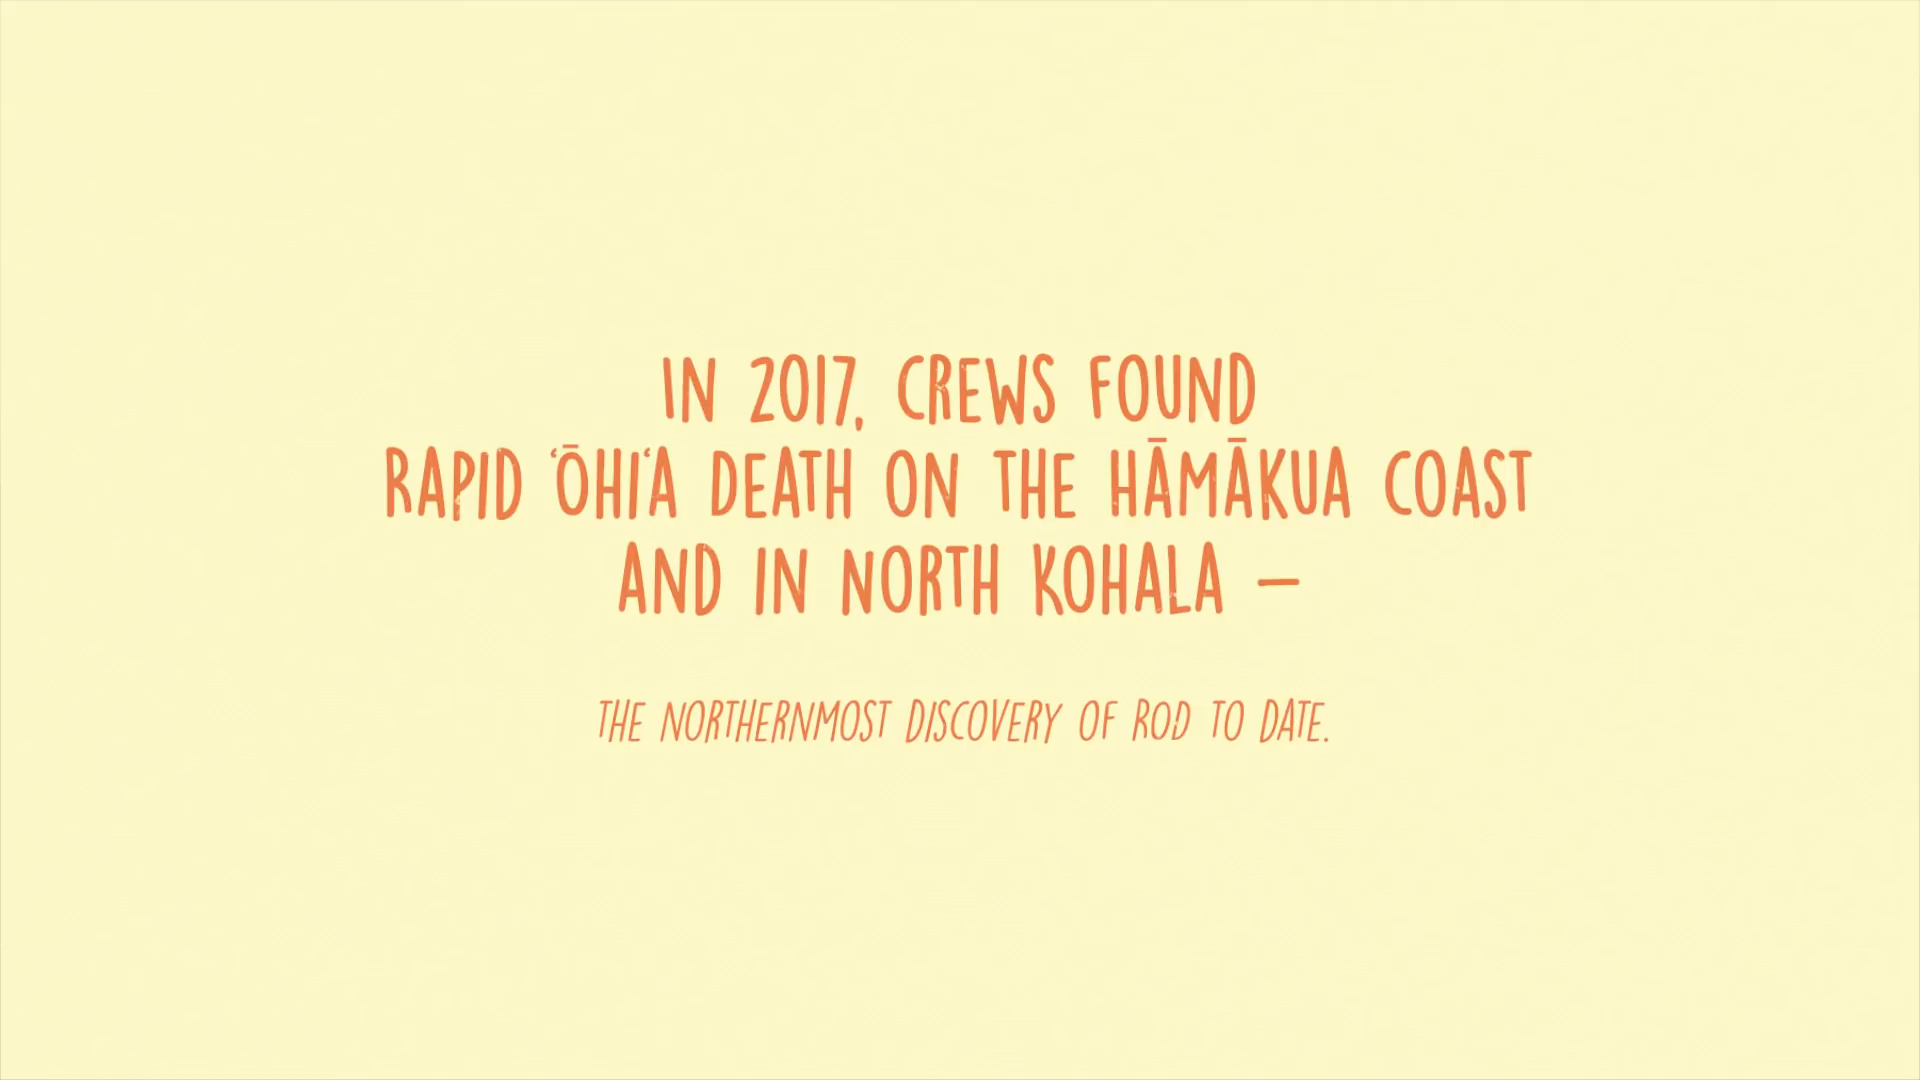 IN 2017, CREWS FOUND
RAPID ʻŌHIʻA DEATH ON THE HĀMĀKUA COAST
AND IN NORTH KOHALA –
THE NORTHERNMOST DISCOVERY OF ROD TO DATE.